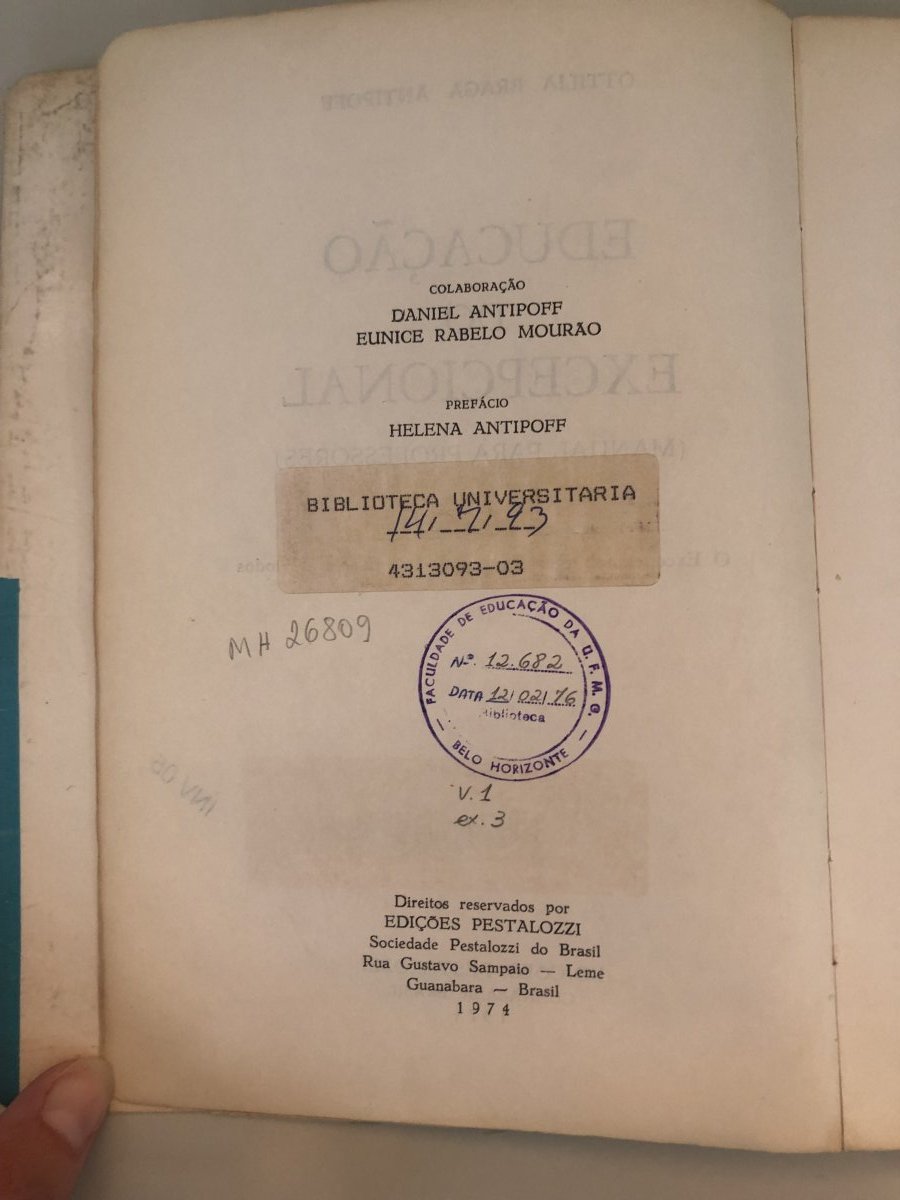 COLABORAÇÃO
DANIEL ANTIPOFF
EUNICE RABELO MOURÃO
PREFÁCIO
HELENA ANTIPOFF
BIBLIOTECA UNIVERSITARIA
14, 7, 93
4313093-03
MH 26809
FACULDADE DE EDUCAÇÃO DA U. F. M. G.
Nº. 12.682
DATA 12/02/76
Biblioteca
— BELO HORIZONTE —
v. 1
ex. 3
Direitos reservados por
EDIÇÕES PESTALOZZI
Sociedade Pestalozzi do Brasil
Rua Gustavo Sampaio — Leme
Guanabara — Brasil
1974